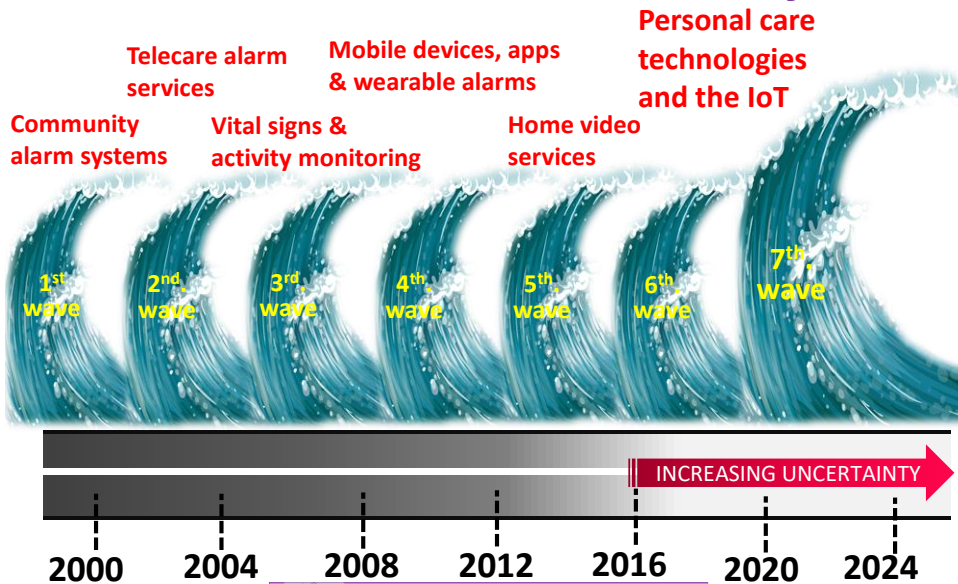 Personal care
technologies
and the IoT
Mobile devices, apps
& wearable alarms
Telecare alarm
services
Community
alarm systems
Vital signs &
activity monitoring
Home video
services
1st
wave
2nd.
wave
3rd
wave
4th.
wave
5th.
wave
6th.
wave
7th.
wave
INCREASING UNCERTAINTY
2000
2004
2008
2012
2016
2020
2024